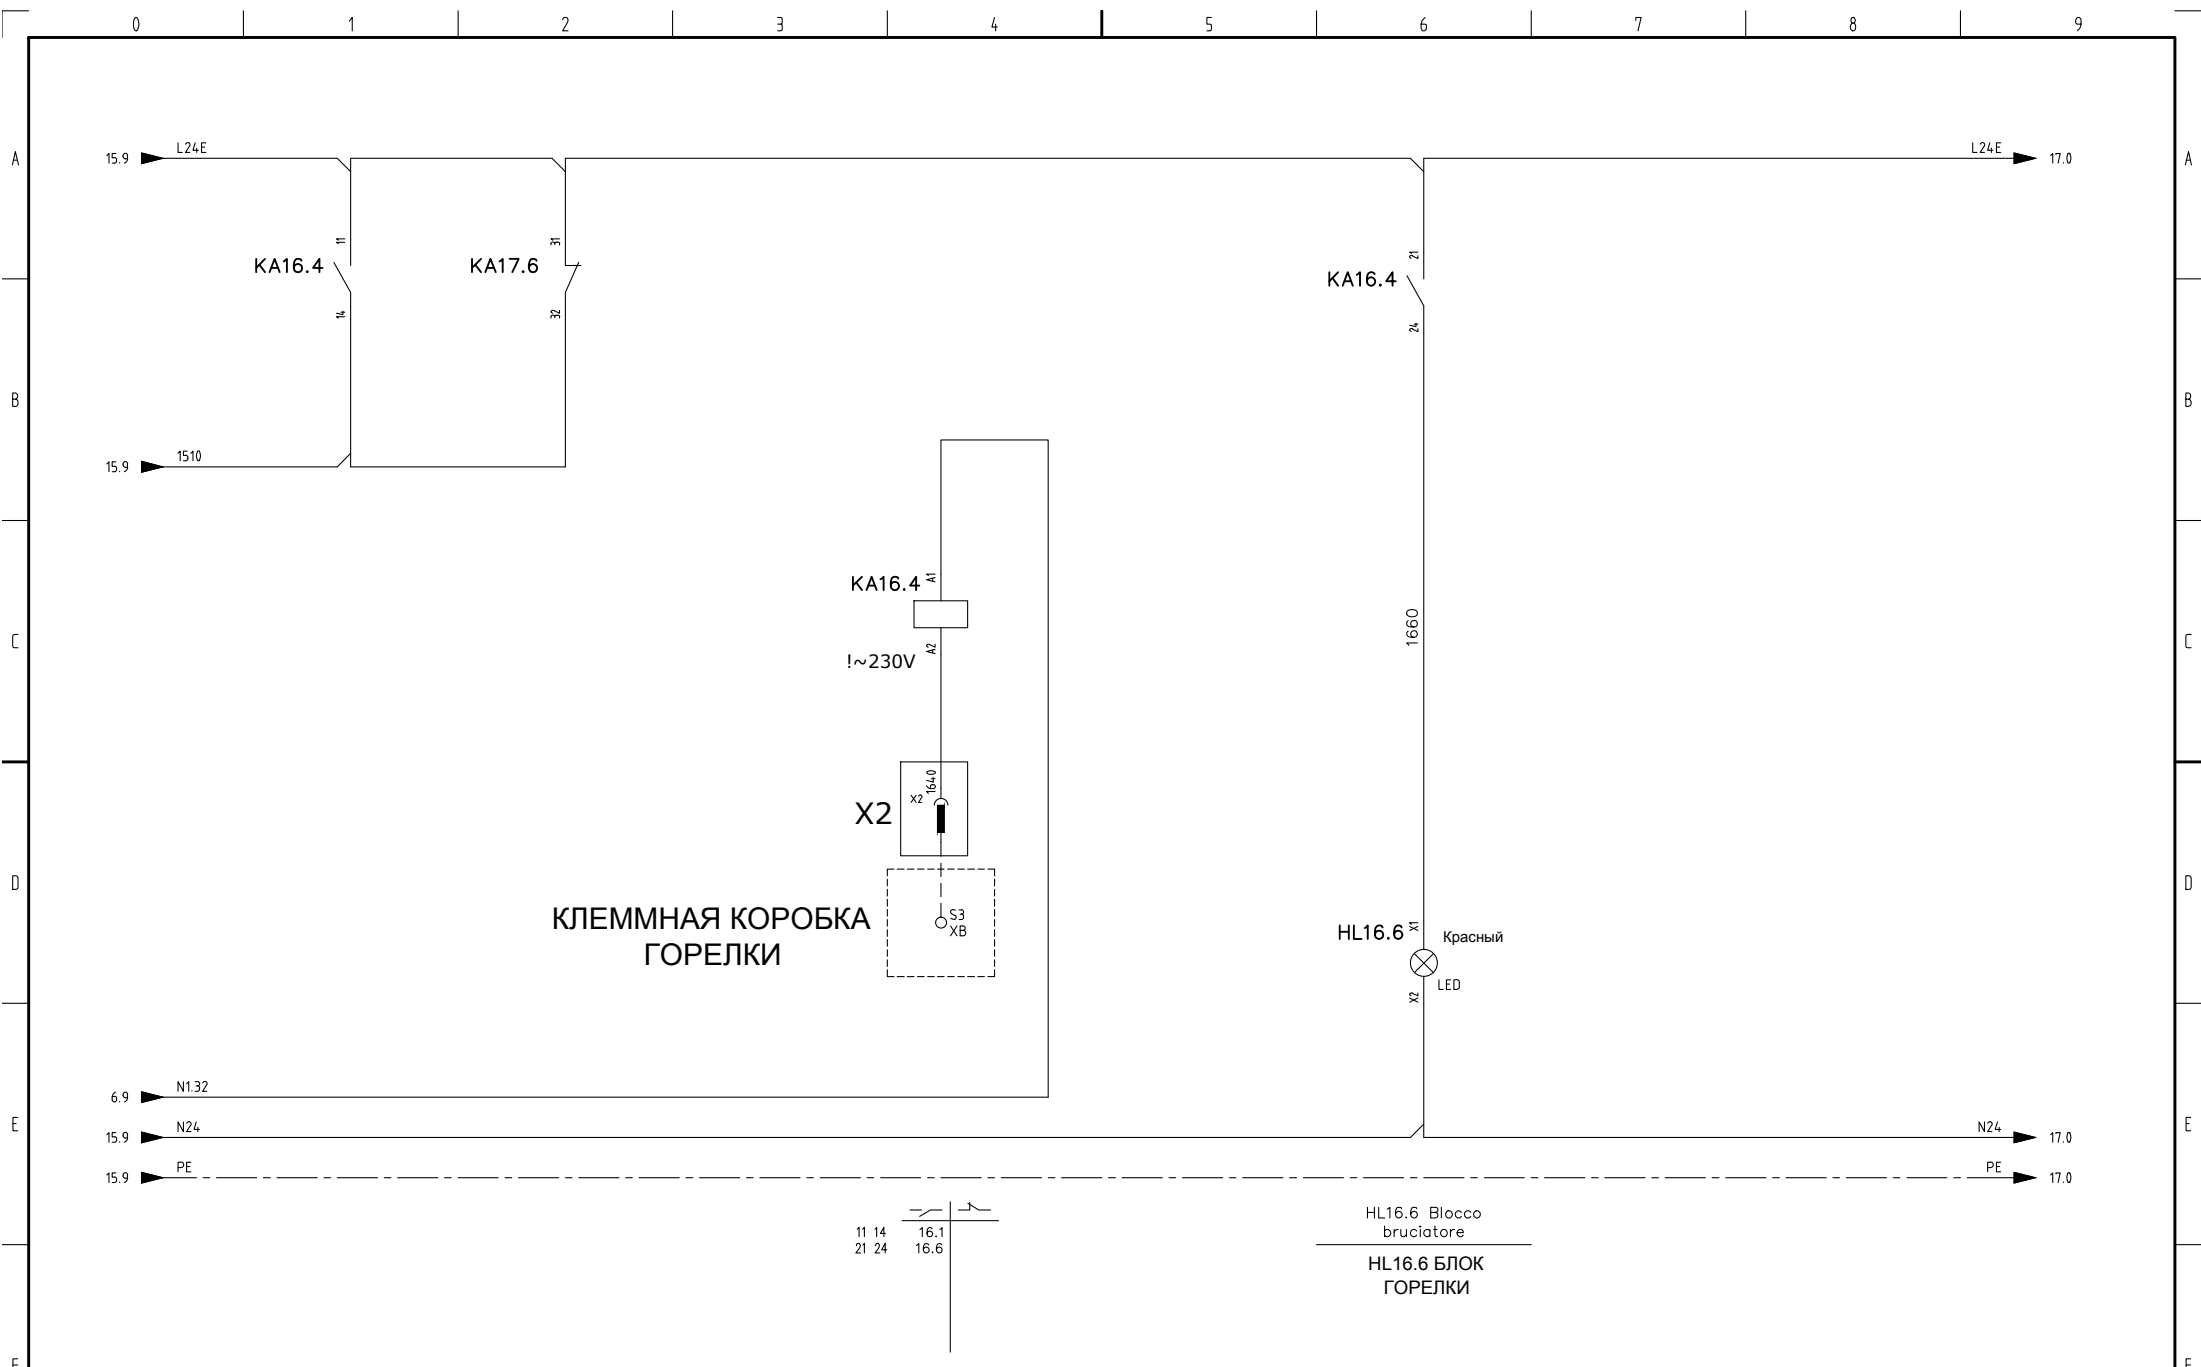 0 1 2 3 4 5 6 7 8 9
A A
15.9 L24E L24E 17.0
11 31 21
KA16.4 KA17.6 KA16.4
14 32 24
B B
15.9 1510
A1
KA16.4
A2
!~230V
1660
C C
1640
X2
X2
D D
КЛЕММНАЯ КОРОБКА
ГОРЕЛКИ
S3
XB
X1
HL16.6 Красный
LED
X2
6.9 N1.32
E E
15.9 N24 N24 17.0
15.9 PE PE 17.0
11 14 16.1
21 24 16.6
HL16.6 Blocco
bruciatore
HL16.6 БЛОК
ГОРЕЛКИ
F F